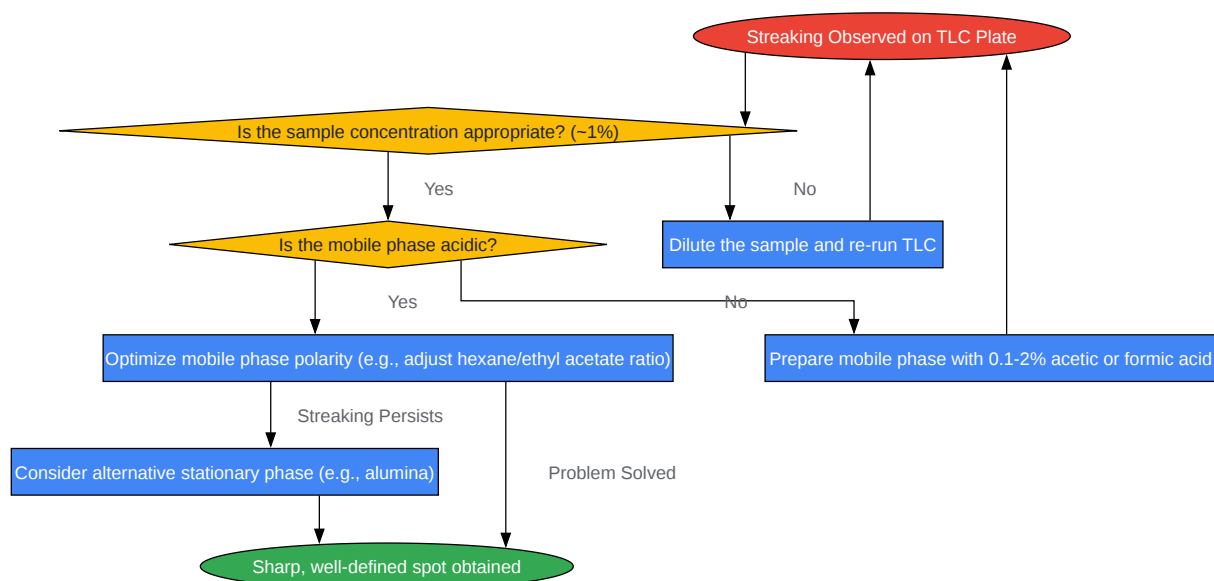 Streaking Observed on TLC Plate
Is the sample concentration appropriate? (~1%)
Yes
No
Dilute the sample and re-run TLC
Is the mobile phase acidic?
Yes
No
Optimize mobile phase polarity (e.g., adjust hexane/ethyl acetate ratio)
Prepare mobile phase with 0.1-2% acetic or formic acid
Streaking Persists
Consider alternative stationary phase (e.g., alumina)
Problem Solved
Sharp, well-defined spot obtained